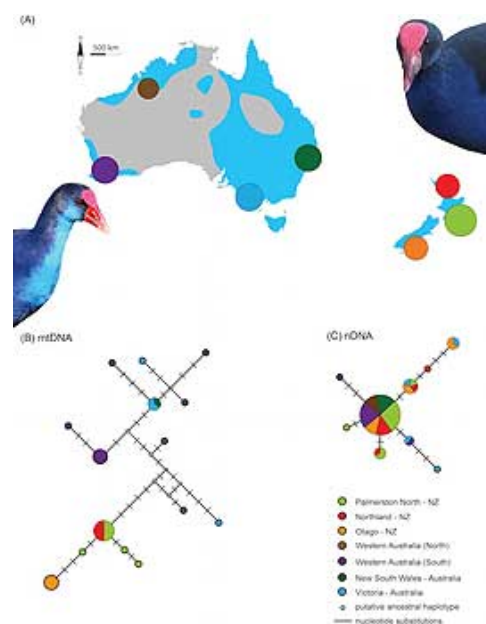 (A)
500 km
(B) mtDNA
(C) nDNA
Palmerston North - NZ
Northland - NZ
Otago - NZ
Western Australia (North)
Western Australia (South)
New South Wales - Australia
Victoria - Australia
putative ancestral haplotype
nucleotide substitutions